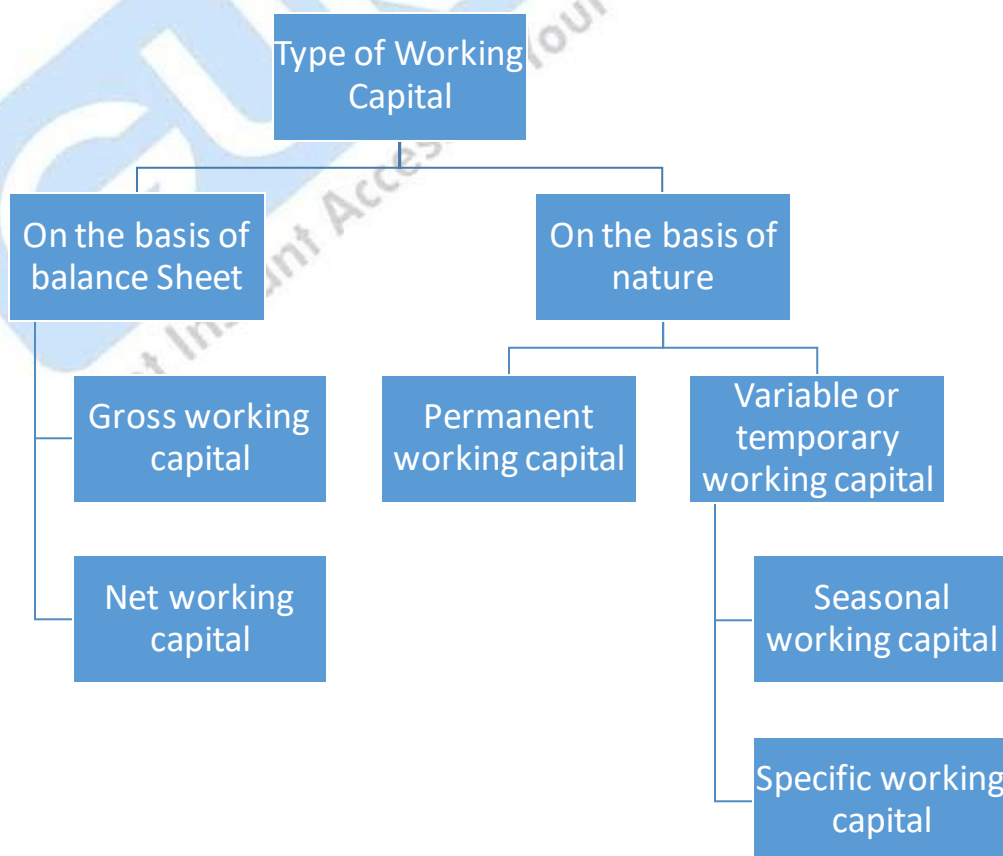 Type of Working
Capital
On the basis of
balance Sheet
On the basis of
nature
Gross working
capital
Permanent
working capital
Variable or
temporary
working capital
Net working
capital
Seasonal
working capital
Specific working
capital